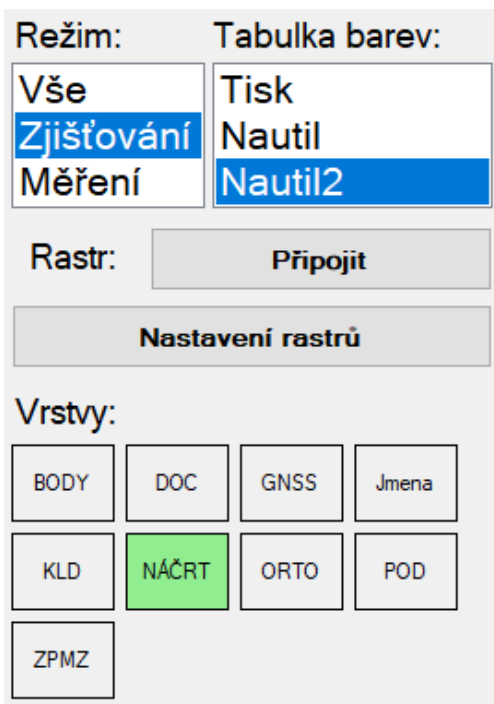 Režim: Tabulka barev:
Vše Tisk
Zjišťování Nautil
Měření Nautil2
Rastr: Připojit
Nastavení rastrů
Vrstvy:
BODY DOC GNSS Jmena
KLD NÁČRT ORTO POD
ZPMZ